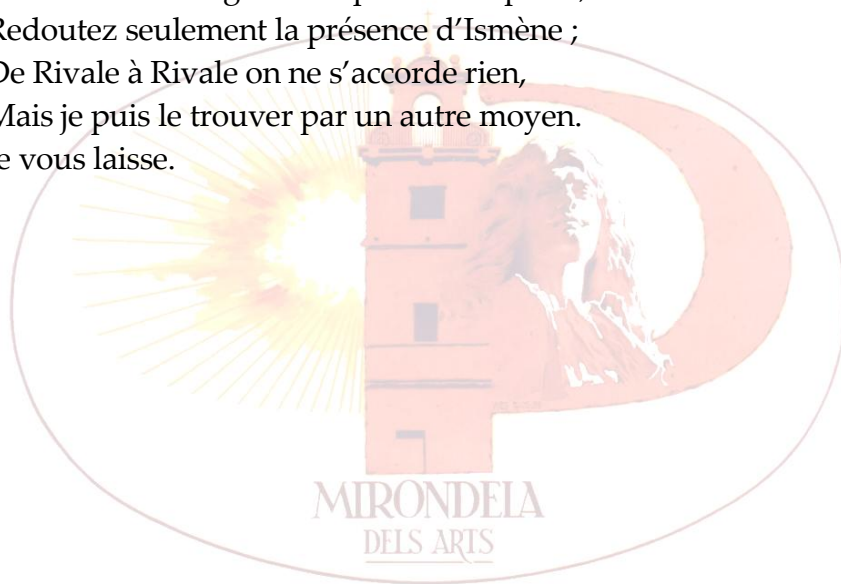 Redoutez seulement la présence d’Ismène ;
De Rivale à Rivale on ne s’accorde rien,
Mais je puis le trouver par un autre moyen.
e vous laisse.
MIRONDELA
DELS ARTS